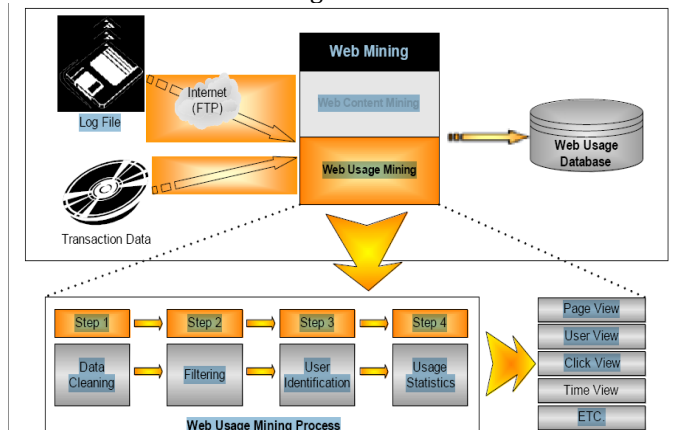 Web Mining
Internet
(FTP)
Web Content Mining
Log File
Web Usage
Database
Web Usage Mining
Transaction Data
Step 1
Step 2
Step 3
Step 4
Data
Cleaning
Filtering
User
Identification
Usage
Statistics
Web Usage Mining Process
Page View
User View
Click View
Time View
ETC.